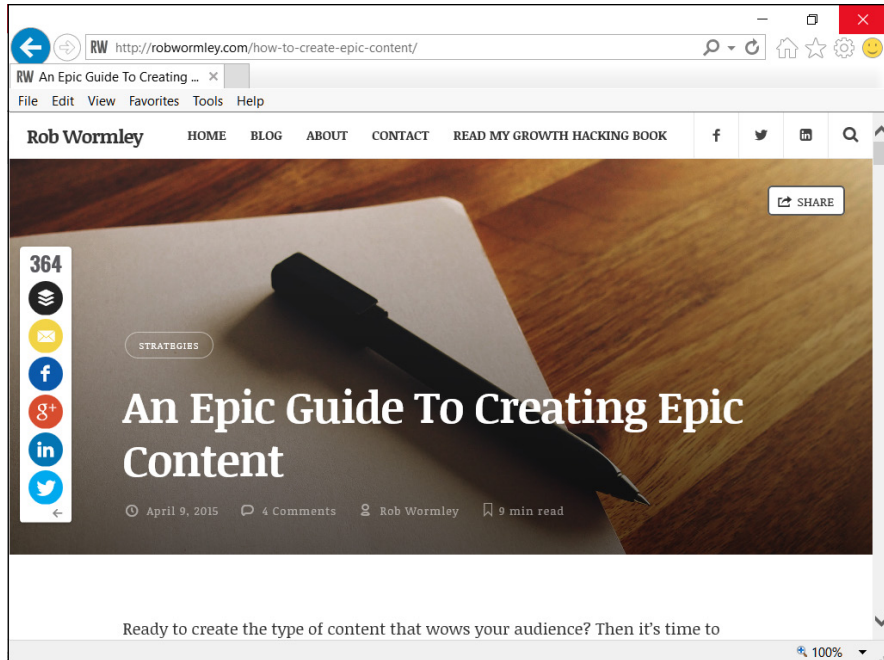 RW http://robwormley.com/how-to-create-epic-content/
RW An Epic Guide To Creating ...
File Edit View Favorites Tools Help
Rob Wormley HOME BLOG ABOUT CONTACT READ MY GROWTH HACKING BOOK
SHARE
364
STRATEGIES
An Epic Guide To Creating Epic
Content
April 9, 2015 4 Comments Rob Wormley 9 min read
Ready to create the type of content that wows your audience? Then it's time to
100%